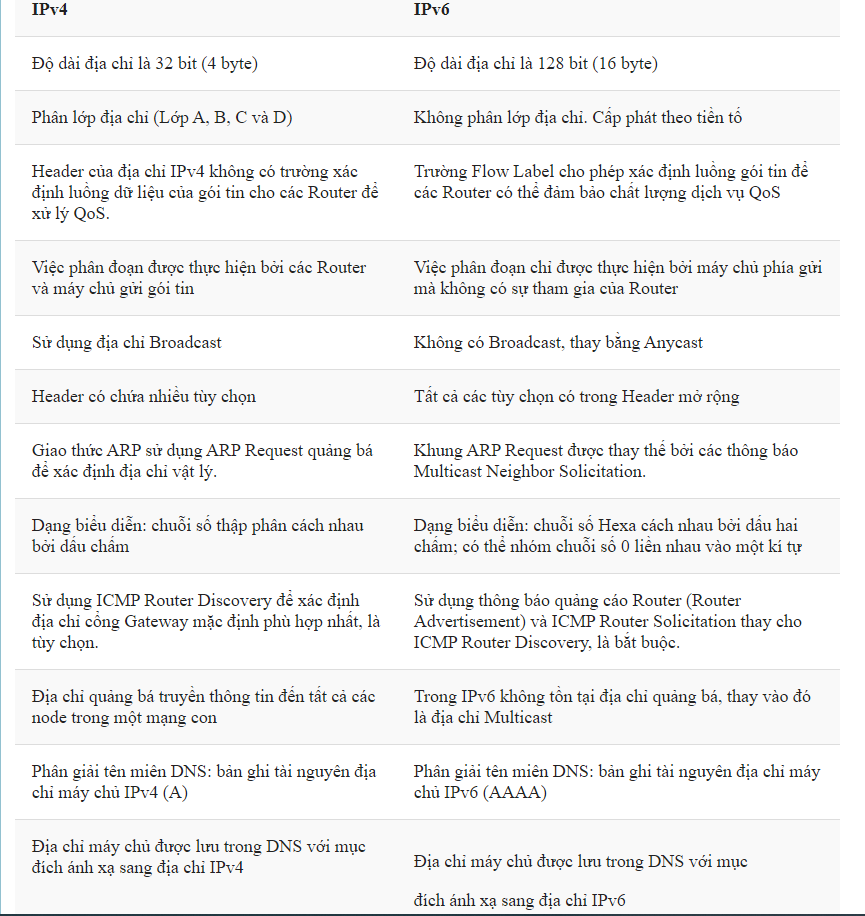 IPv4
IPv6
Độ dài địa chỉ là 32 bit (4 byte)
Độ dài địa chỉ là 128 bit (16 byte)
Phân lớp địa chỉ (Lớp A, B, C và D)
Không phân lớp địa chỉ. Cấp phát theo tiền tố
Header của địa chỉ IPv4 không có trường xác
định luồng dữ liệu của gói tin cho các Router để
xử lý QoS.
Trường Flow Label cho phép xác định luồng gói tin để
các Router có thể đảm bảo chất lượng dịch vụ QoS
Việc phân đoạn được thực hiện bởi các Router
và máy chủ gửi gói tin
Việc phân đoạn chỉ được thực hiện bởi máy chủ phía gửi
mà không có sự tham gia của Router
Sử dụng địa chỉ Broadcast
Không có Broadcast, thay bằng Anycast
Header có chứa nhiều tùy chọn
Tất cả các tùy chọn có trong Header mở rộng
Giao thức ARP sử dụng ARP Request quảng bá
để xác định địa chỉ vật lý.
Khung ARP Request được thay thế bởi các thông báo
Multicast Neighbor Solicitation.
Dạng biểu diễn: chuỗi số thập phân cách nhau
bởi dấu chấm
Dạng biểu diễn: chuỗi số Hexa cách nhau bởi dấu hai
chấm; có thể nhóm chuỗi số 0 liền nhau vào một kí tự
Sử dụng ICMP Router Discovery để xác định
địa chỉ cổng Gateway mặc định phù hợp nhất, là
tùy chọn.
Sử dụng thông báo quảng cáo Router (Router
Advertisement) và ICMP Router Solicitation thay cho
ICMP Router Discovery, là bắt buộc.
Địa chỉ quảng bá truyền thông tin đến tất cả các
node trong một mạng con
Trong IPv6 không tồn tại địa chỉ quảng bá, thay vào đó
là địa chỉ Multicast
Phân giải tên miên DNS: bản ghi tài nguyên địa
chỉ máy chủ IPv4 (A)
Phân giải tên miên DNS: bản ghi tài nguyên địa chỉ máy
chủ IPv6 (AAAA)
Địa chỉ máy chủ được lưu trong DNS với mục
đích ánh xạ sang địa chỉ IPv4
Địa chỉ máy chủ được lưu trong DNS với mục
đích ánh xạ sang địa chỉ IPv6